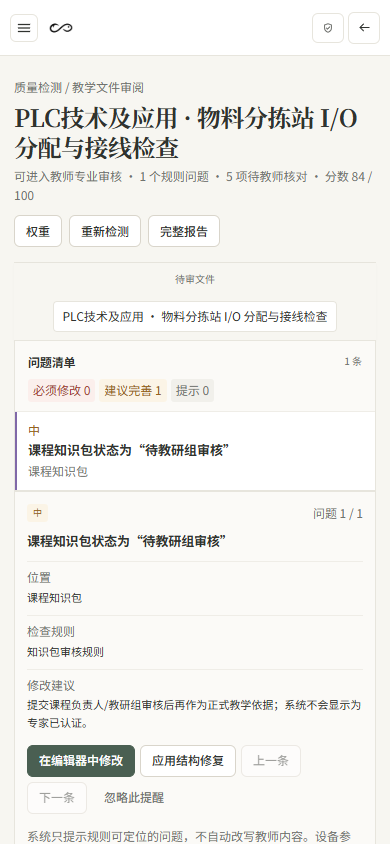 质量检测 / 教学文件审阅
PLC技术及应用 · 物料分拣站 I/O
分配与接线检查
可进入教师专业审核 · 1 个规则问题 · 5 项待教师核对 · 分数 84 /
100
权重 重新检测 完整报告
待审文件
PLC技术及应用 · 物料分拣站 I/O 分配与接线检查
问题清单 1 条
必须修改 0 建议完善 1 提示 0
中
课程知识包状态为“待教研组审核”
课程知识包
中 问题 1 / 1
课程知识包状态为“待教研组审核”
位置
课程知识包
检查规则
知识包审核规则
修改建议
提交课程负责人/教研组审核后再作为正式教学依据；系统不会显示为
专家已认证。
在编辑器中修改 应用结构修复 上一条
下一条 忽略此提醒
系统只提示规则可定位的问题，不自动改写教师内容。设备参